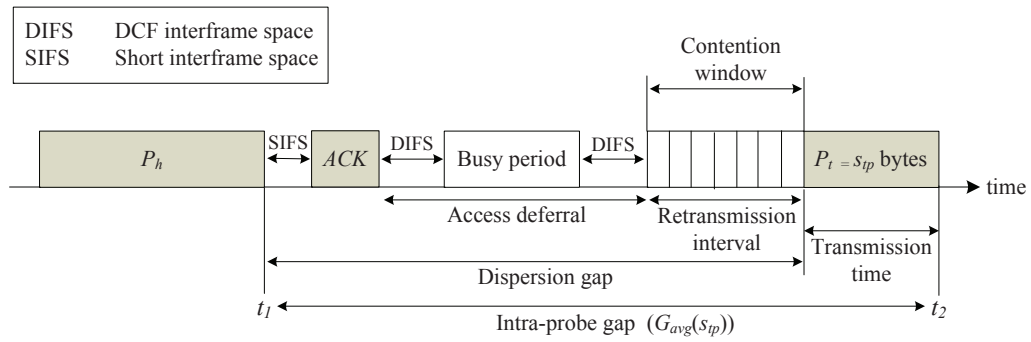 DIFS DCF interframe space
SIFS Short interframe space
Contention
window
SIFS
DIFS
DIFS
P_h
ACK
Busy period
P_t = s_tp bytes
time
Access deferral
Retransmission
interval
Transmission
time
Dispersion gap
t_1
t_2
Intra-probe gap (G_avg(s_tp))